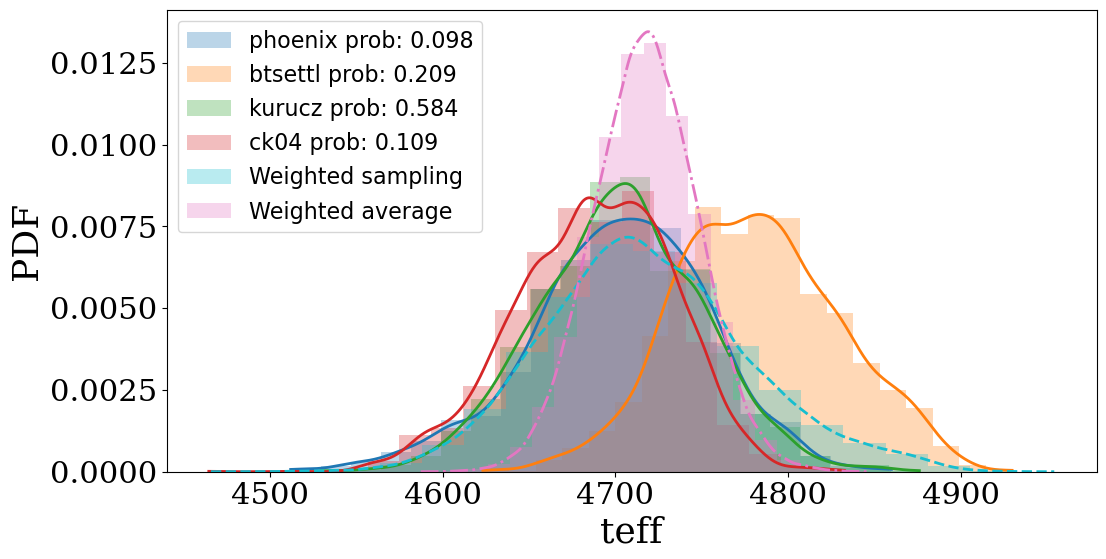 phoenix prob: 0.098
btsettl prob: 0.209
kurucz prob: 0.584
ck04 prob: 0.109
Weighted sampling
Weighted average
0.0125
0.0100
0.0075
0.0050
0.0025
0.0000
PDF
4500 4600 4700 4800 4900
teff